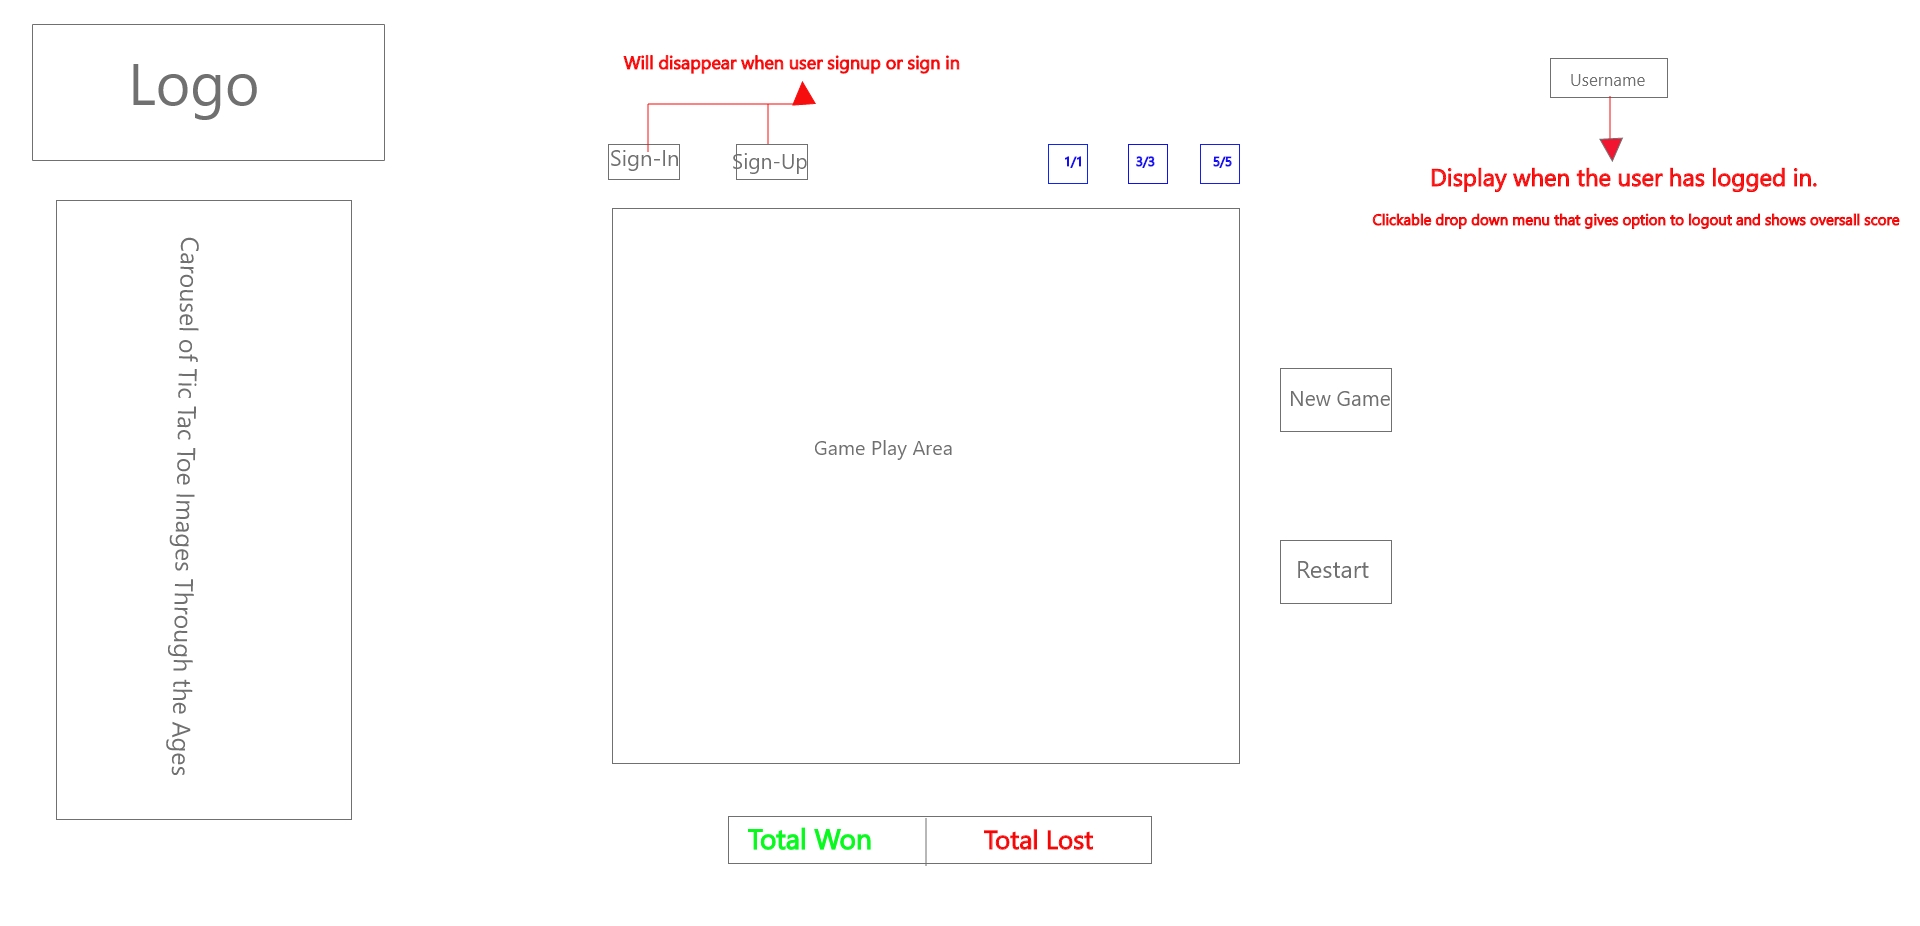 Logo
Will disappear when user signup or sign in
Username
Sign-In
Sign-Up
1/1
3/3
5/5
Display when the user has logged in.
Clickable drop down menu that gives option to logout and shows oversall score
Carousel of Tic Tac Toe Images Through the Ages
Game Play Area
New Game
Restart
Total Won
Total Lost